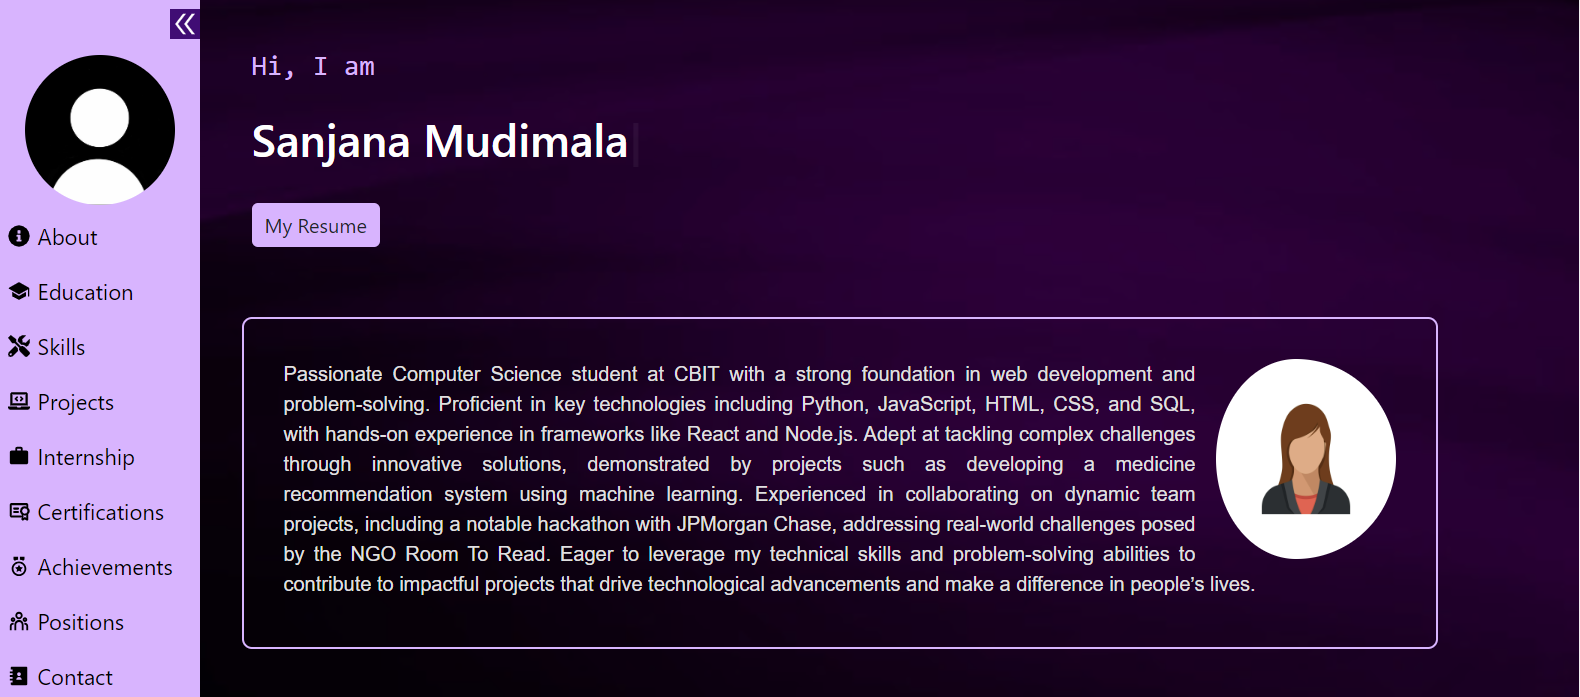 About
Education
Skills
Projects
Internship
Certifications
Achievements
Positions
Contact
Hi, I am
Sanjana Mudimala
My Resume
Passionate Computer Science student at CBIT with a strong foundation in web development and
problem-solving. Proficient in key technologies including Python, JavaScript, HTML, CSS, and SQL,
with hands-on experience in frameworks like React and Node.js. Adept at tackling complex challenges
through innovative solutions, demonstrated by projects such as developing a medicine
recommendation system using machine learning. Experienced in collaborating on dynamic team
projects, including a notable hackathon with JPMorgan Chase, addressing real-world challenges posed
by the NGO Room To Read. Eager to leverage my technical skills and problem-solving abilities to
contribute to impactful projects that drive technological advancements and make a difference in people’s lives.